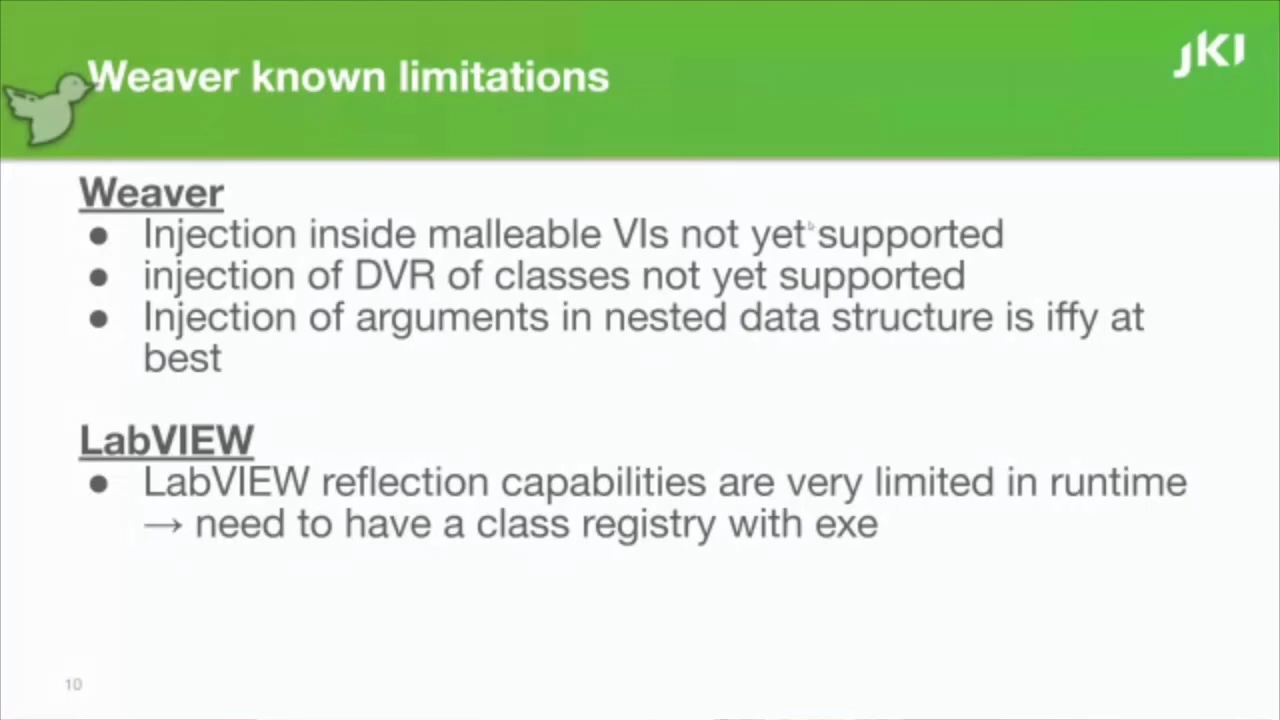 JKI
Weaver known limitations
Weaver
● Injection inside malleable VIs not yet supported
● injection of DVR of classes not yet supported
● Injection of arguments in nested data structure is iffy at
best
LabVIEW
● LabVIEW reflection capabilities are very limited in runtime
→ need to have a class registry with exe
10